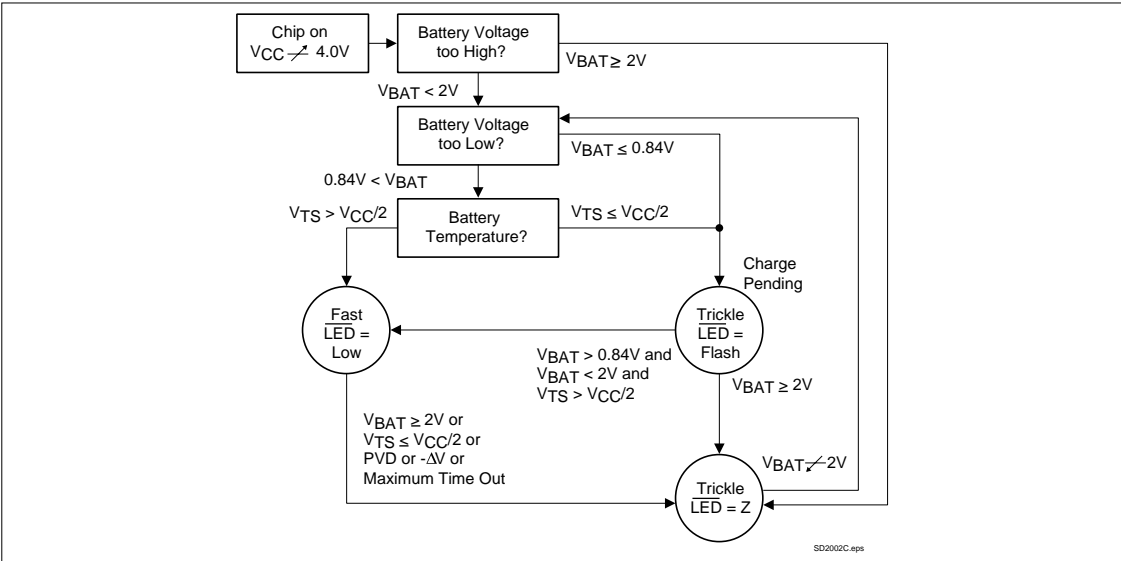 Chip on
VCC 4.0V
Battery Voltage
too High?
VBAT ≥ 2V
VBAT < 2V
Battery Voltage
too Low?
VBAT ≤ 0.84V
0.84V < VBAT
VTS > VCC/2
Battery
Temperature?
VTS ≤ VCC/2
Charge
Pending
Fast
LED =
Low
Trickle
LED =
Flash
VBAT > 0.84V and
VBAT < 2V and
VTS > VCC/2
VBAT ≥ 2V
VBAT ≥ 2V or
VTS ≤ VCC/2 or
PVD or -ΔV or
Maximum Time Out
VBAT 2V
Trickle
LED = Z
SD2002C.eps